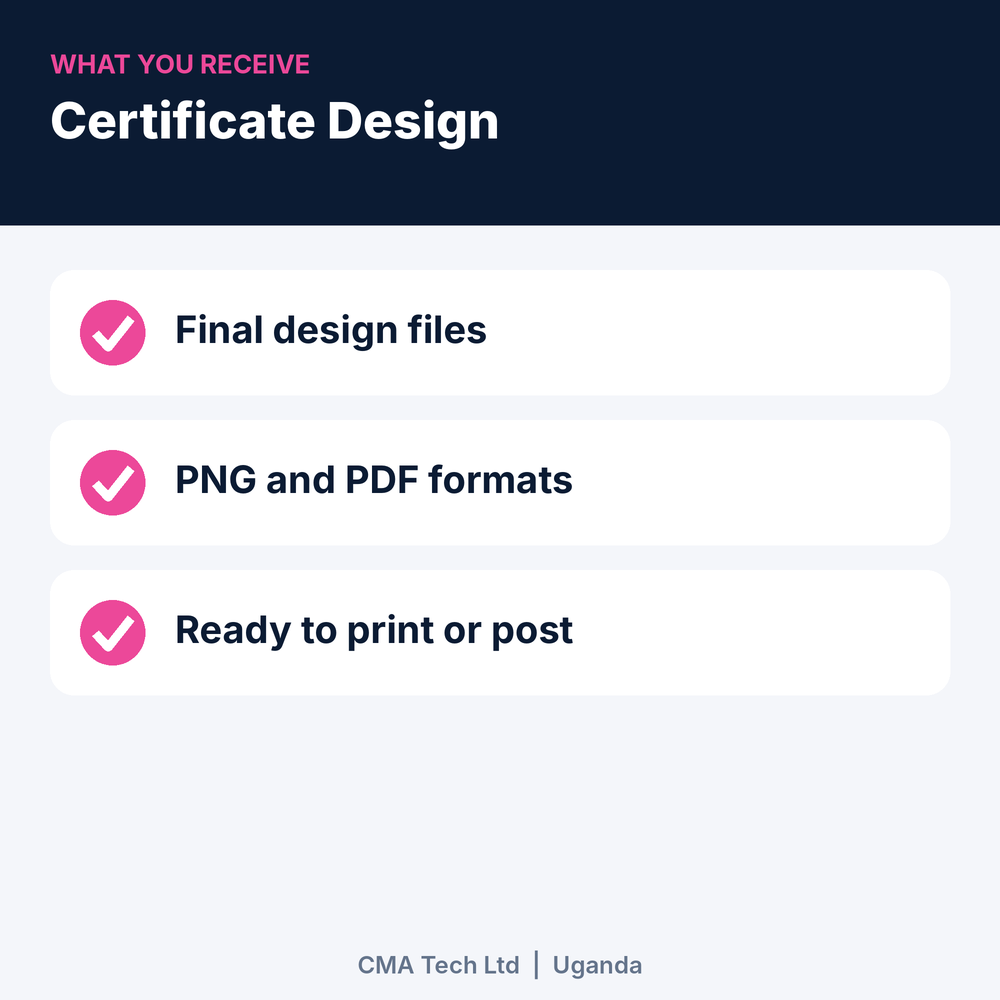 WHAT YOU RECEIVE
Certificate Design
Final design files
PNG and PDF formats
Ready to print or post
CMA Tech Ltd | Uganda